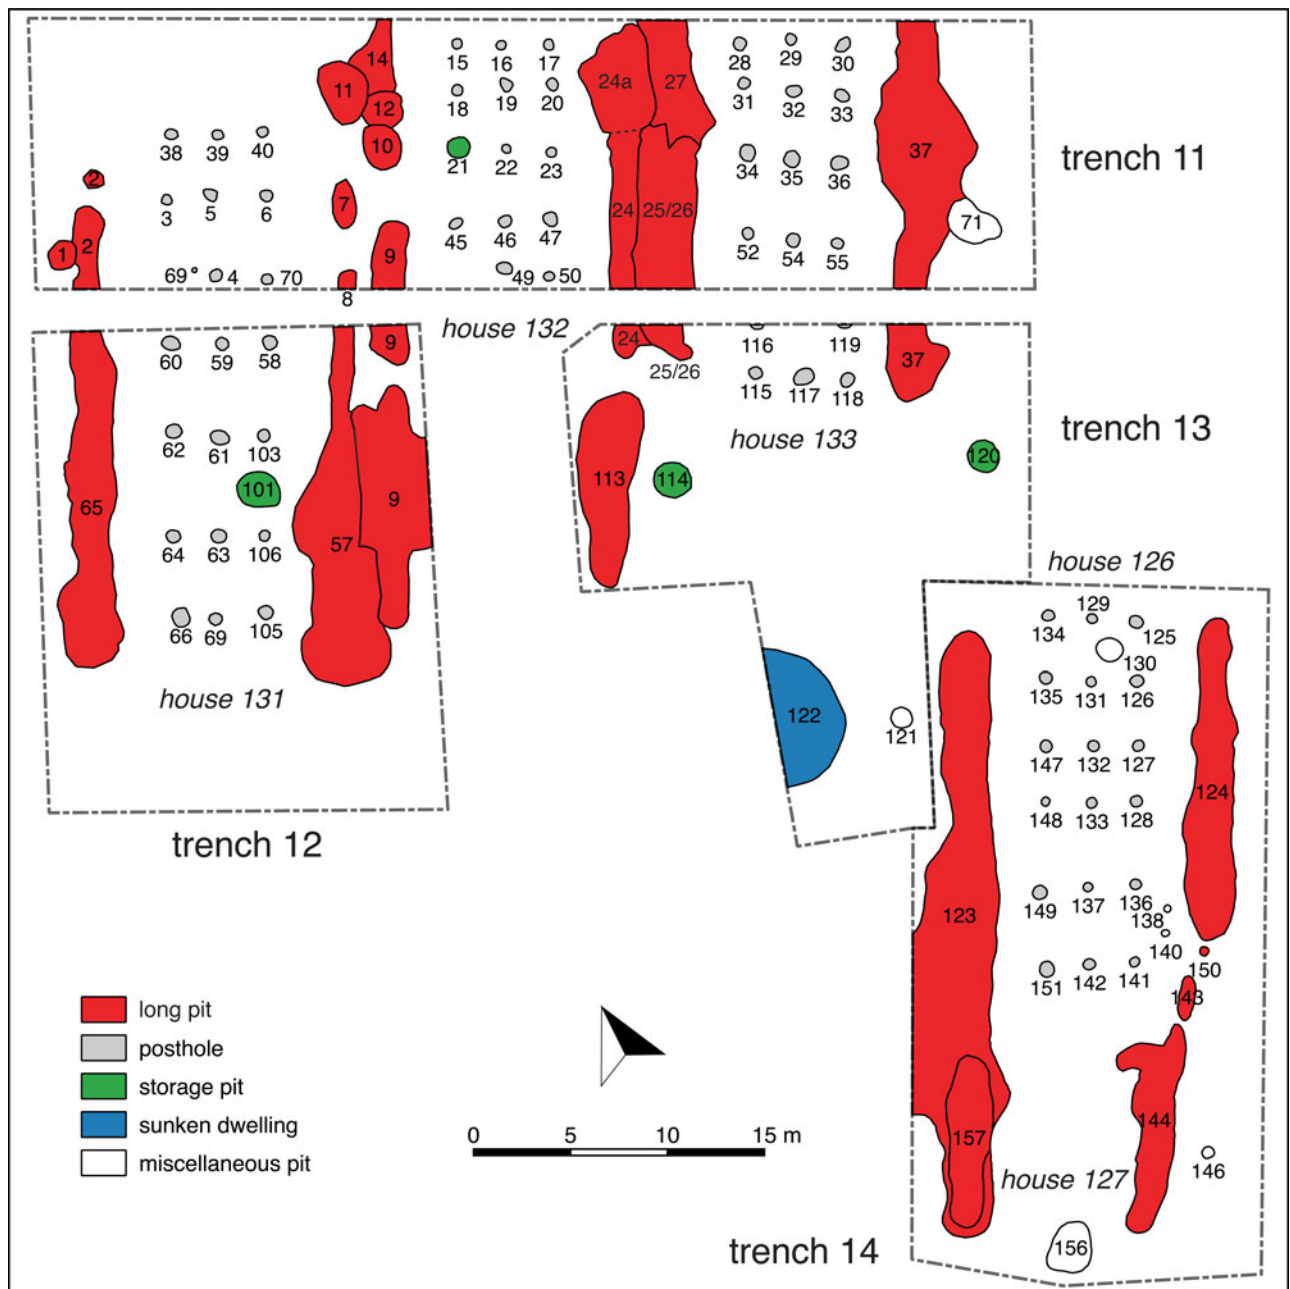 14
15 16 17
28 29 30
24a 27
11
12
18 19 20
31 32 33
38 39 40
10
21 22 23
34 35 36
37
trench 11
2
3 5 6
7
24 25/26
71
1 2
9
45 46 47
52 54 55
69 4 70
8
49 50
house 132
60 59 58
9
24
25/26
116 119
37
115 117 118
62 61 103
house 133
trench 13
101
113 114
120
65
9
57
64 63 106
house 126
66 69 105
129
134 125
130
house 131
135 131 126
122
121
147 132 127
124
148 133 128
trench 12
123
149 137 136
138
140
150
151 142 141
143
long pit
posthole
storage pit
sunken dwelling
miscellaneous pit
0 5 10 15 m
157
144
146
house 127
156
trench 14